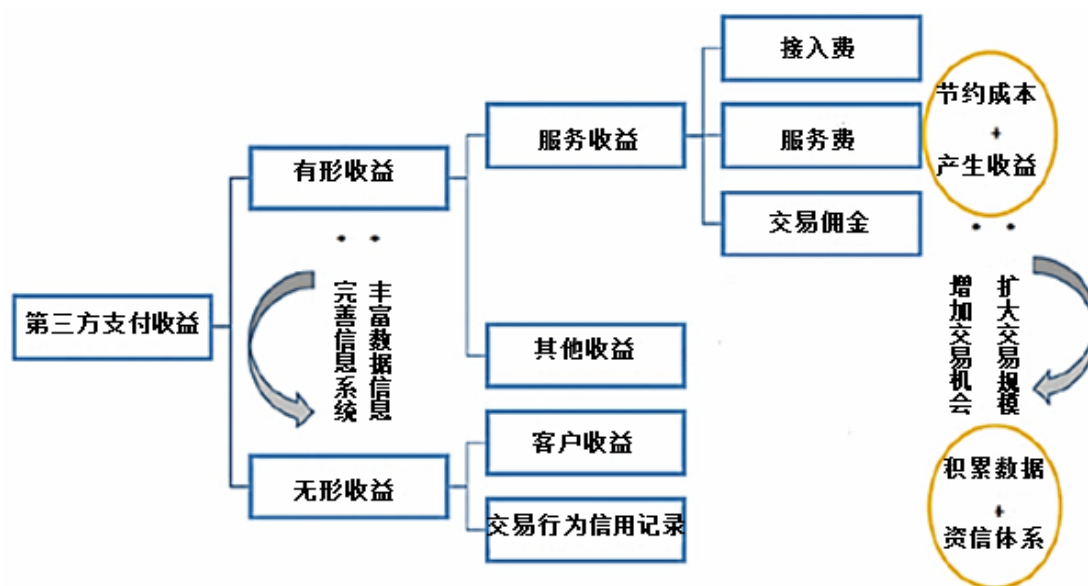 第三方支付收益
有形收益
丰富数据信息
完善信息系统
无形收益
服务收益
其他收益
客户收益
交易行为信用记录
接入费
服务费
交易佣金
节约成本
+
产生收益
扩大交易规模
增加交易机会
积累数据
+
资信体系